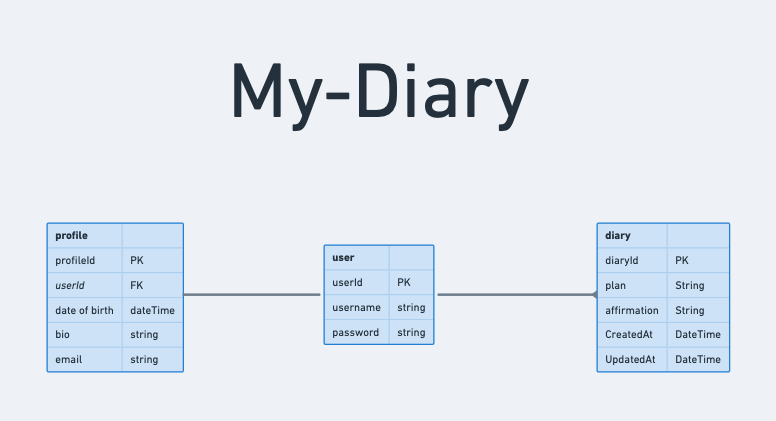 My-Diary
profile
profileId PK
userId FK
date of birth dateTime
bio string
email string
user
userId PK
username string
password string
diary
diaryId PK
plan String
affirmation String
CreatedAt DateTime
UpdatedAt DateTime